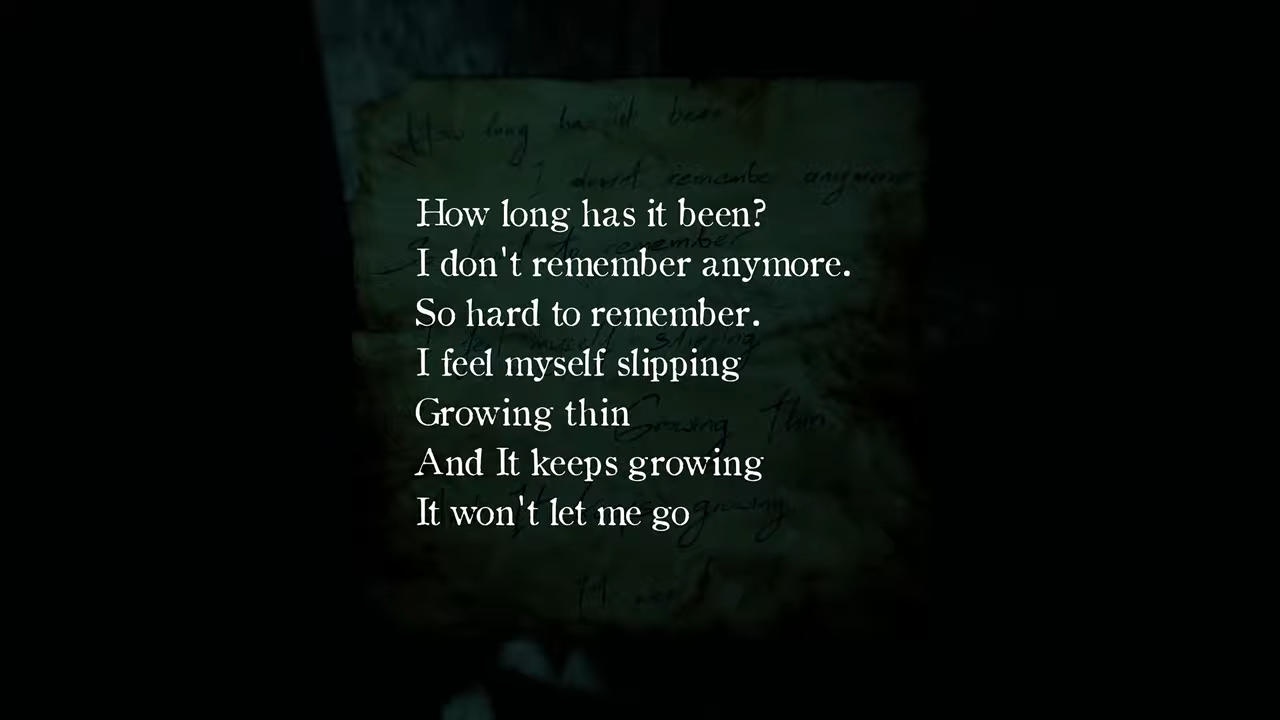 How long has it been?
I don't remember anymore.
So hard to remember.
I feel myself slipping
Growing thin
And It keeps growing
It won't let me go